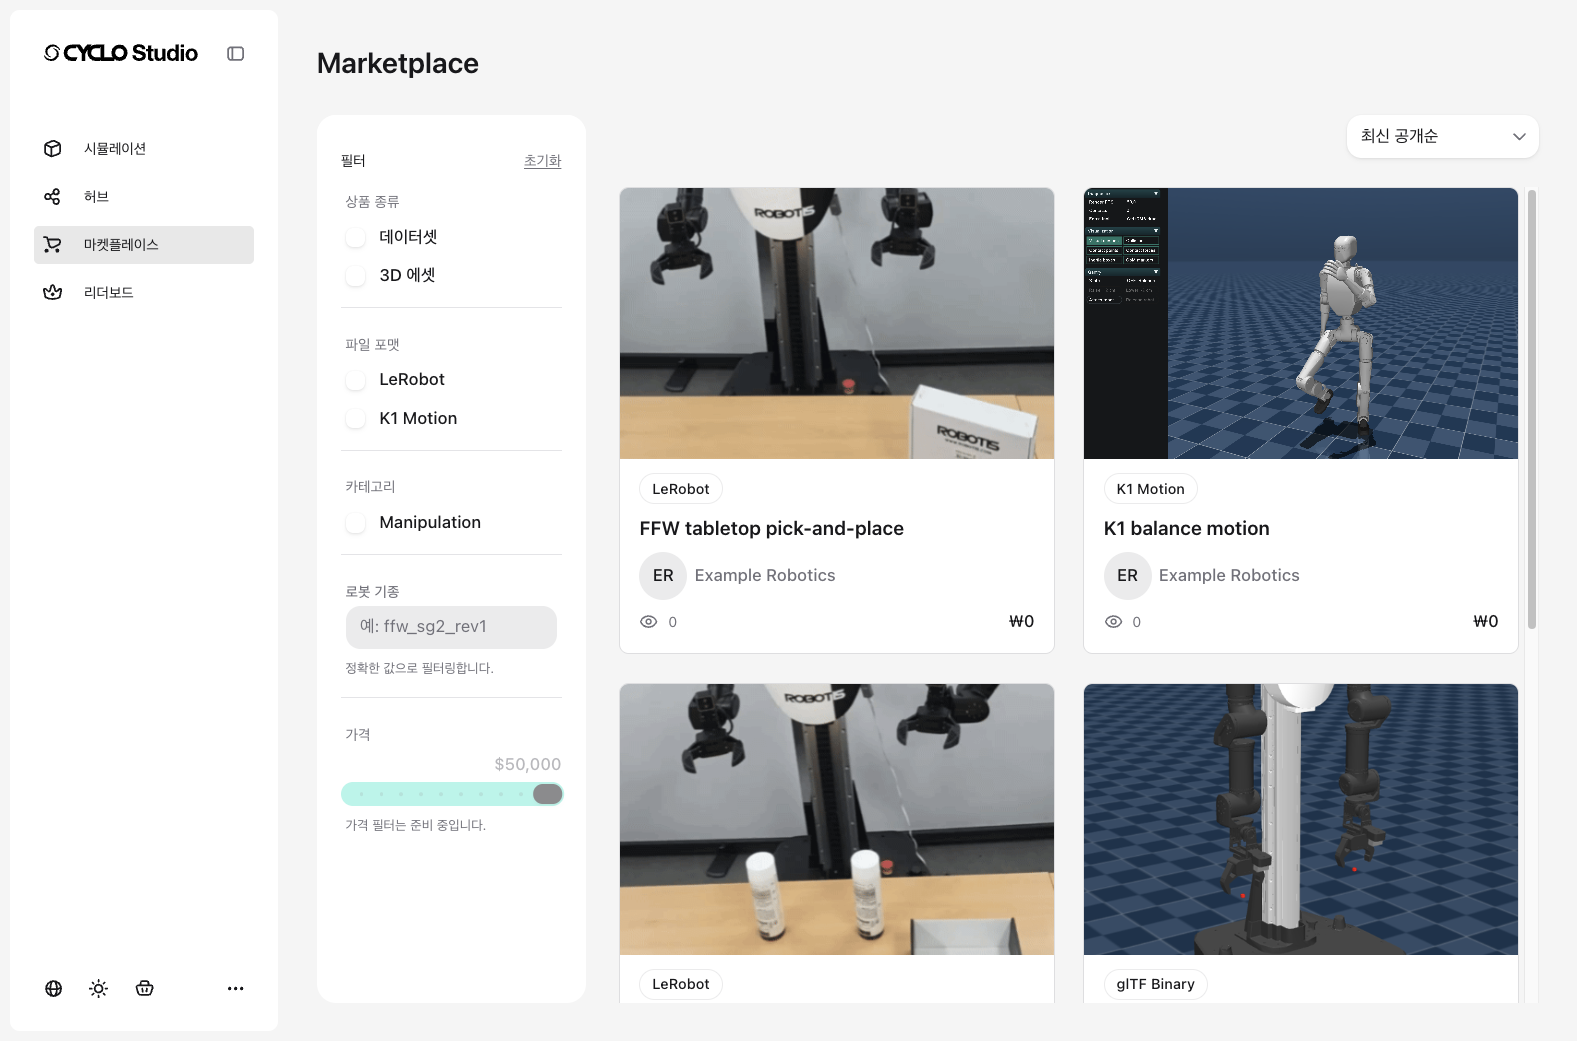 CYCLO Studio
시뮬레이션
허브
마켓플레이스
리더보드
Marketplace
필터
초기화
상품 종류
데이터셋
3D 에셋
파일 포맷
LeRobot
K1 Motion
카테고리
Manipulation
로봇 기종
예: ffw_sg2_rev1
정확한 값으로 필터링합니다.
가격
$50,000
가격 필터는 준비 중입니다.
최신 공개순
ROBOTIS
ROBOTIS
LeRobot
FFW tabletop pick-and-place
ER
Example Robotics
0
₩0
Visualization
Contact points
Contact forces
K1 Motion
K1 balance motion
ER
Example Robotics
0
₩0
ROBOTIS
LeRobot
glTF Binary